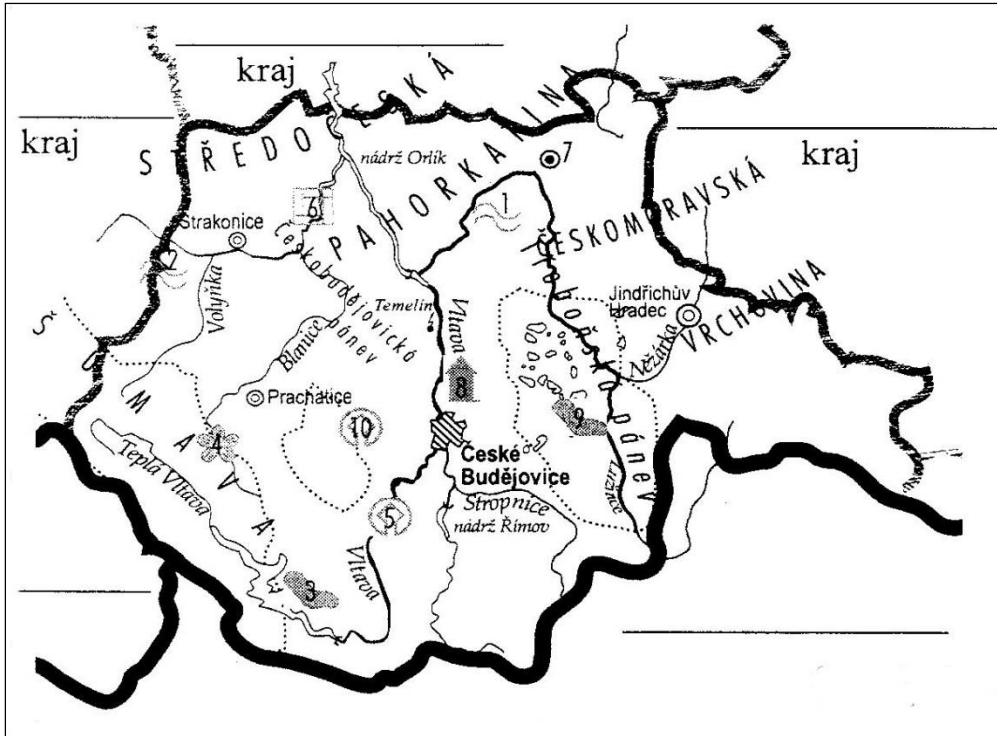 kraj
kraj
kraj
STŘEDOČESKÁ
PAHORKALINA
nádrž Orlík
7
1
6
Strakonice
ČESKOMORAVSKÁ
VRCHOVINA
2
Volyňka
Českobudějovická
pánev
Temelín
Vltava
Třeboňská pánev
Jindřichův
Hradec
Nežárka
Blanice
Prachatice
8
9
10
4
Š
M
A
V
A
Teplá Vltava
České
Budějovice
Lužnice
5
Stropnice
nádrž Římov
3
Vltava